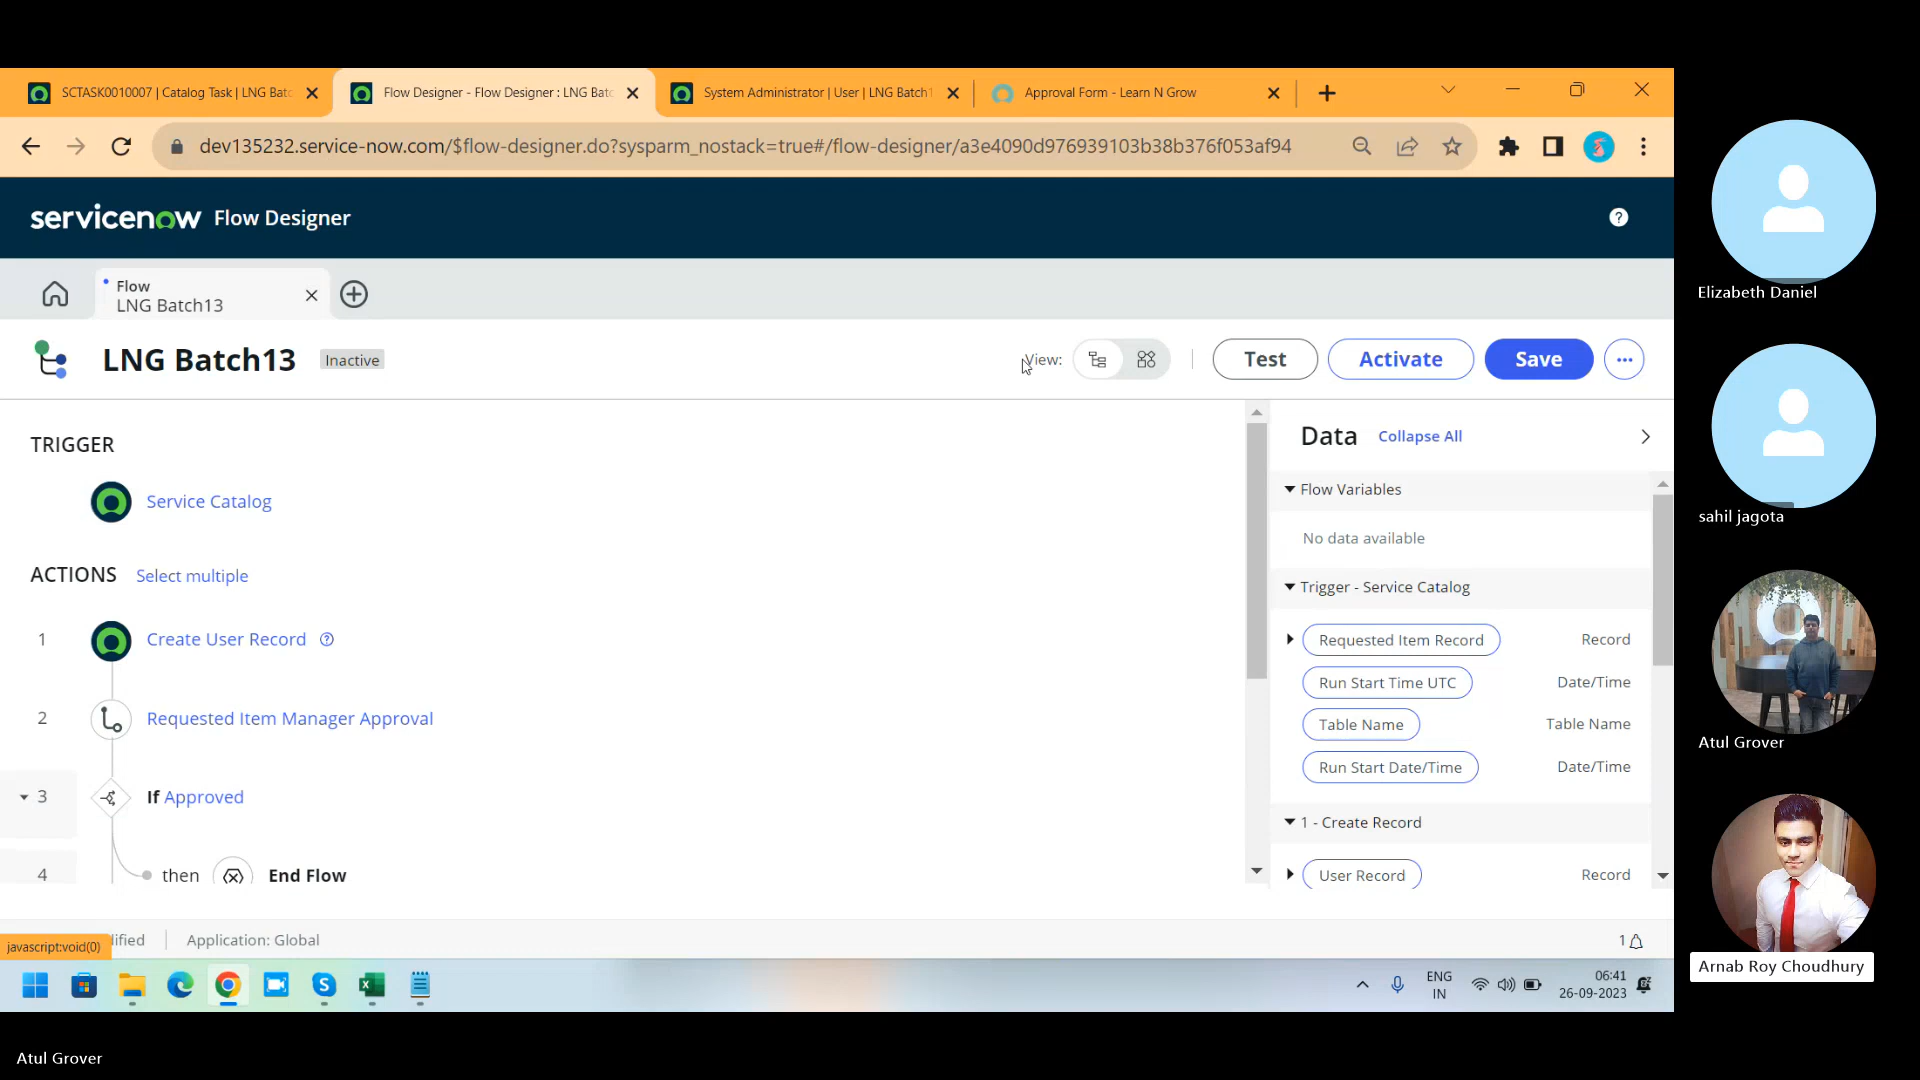 SCTASK0010007 | Catalog Task | LNG Batc
Flow Designer - Flow Designer : LNG Batc
System Administrator | User | LNG Batch1
Approval Form - Learn N Grow
dev135232.service-now.com/$flow-designer.do?sysparm_nostack=true#/flow-designer/a3e4090d976939103b38b376f053af94
servicenow Flow Designer
Flow
LNG Batch13
LNG Batch13
Inactive
View:
Test
Activate
Save
TRIGGER
Service Catalog
ACTIONS Select multiple
1 Create User Record
2 Requested Item Manager Approval
3 If Approved
4 then End Flow
Data Collapse All
Flow Variables
No data available
Trigger - Service Catalog
Requested Item Record Record
Run Start Time UTC Date/Time
Table Name Table Name
Run Start Date/Time Date/Time
1 - Create Record
User Record Record
javascript:void(0)
ified
Application: Global
1
ENG
IN
06:41
26-09-2023
Elizabeth Daniel
sahil jagota
Atul Grover
Arnab Roy Choudhury
Atul Grover